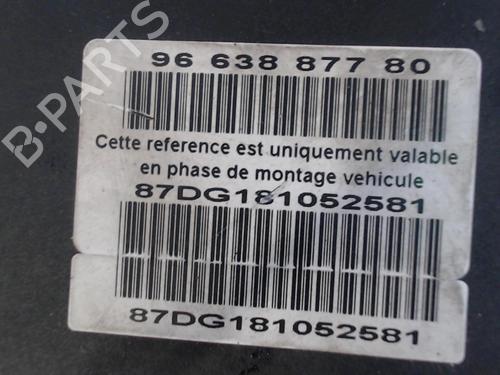 B-PARTS
96 638 877 80
Cette reference est uniquement valable
en phase de montage vehicule
87DG181052581
87DG181052581